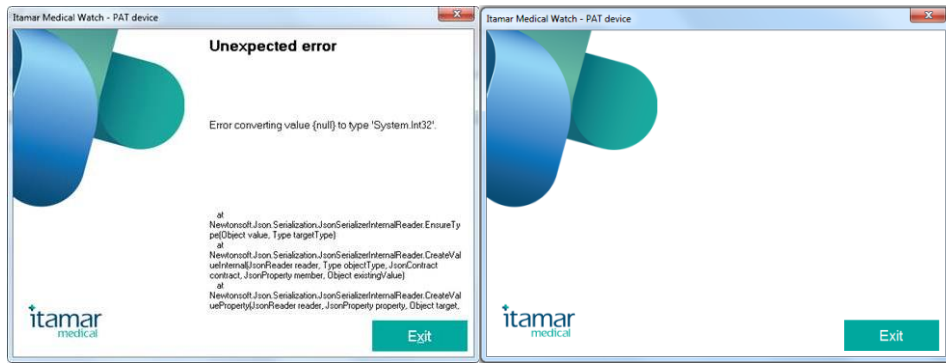 Itamar Medical Watch - PAT device
Unexpected error
Error converting value {null} to type 'System.Int32'.
at
Newtonsoft.Json.Serialization.JsonSerializerInternalReader.EnsureTy
pe(Object value, Type targetType)
at
Newtonsoft.Json.Serialization.JsonSerializerInternalReader.CreateVal
ueInternal(JsonReader reader, Type objectType, JsonContract
contract, JsonProperty member, Object existingValue)
at
Newtonsoft.Json.Serialization.JsonSerializerInternalReader.CreateVal
ueProperty(JsonReader reader, JsonProperty property, Object target,
itamar
medical
Exit
Itamar Medical Watch - PAT device
itamar
medical
Exit